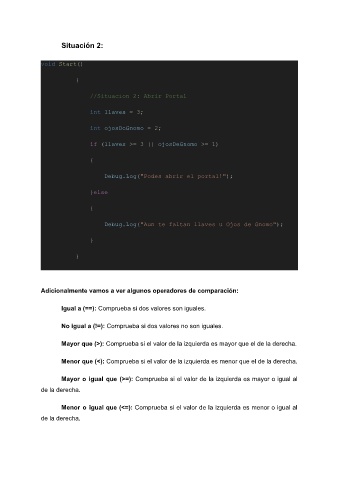 Situación 2:
void Start()
{
//Situacion 2: Abrir Portal
int llaves = 3;
int ojosDeGnomo = 2;
if (llaves >= 3 || ojosDeGnomo >= 1)
{
Debug.Log("Podes abrir el portal!");
}else
{
Debug.Log("Aun te faltan llaves u Ojos de Gnomo");
}
}
Adicionalmente vamos a ver algunos operadores de comparación:
Igual a (==): Comprueba si dos valores son iguales.
No Igual a (!=): Comprueba si dos valores no son iguales.
Mayor que (>): Comprueba si el valor de la izquierda es mayor que el de la derecha.
Menor que (<): Comprueba si el valor de la izquierda es menor que el de la derecha.
Mayor o igual que (>=): Comprueba si el valor de la izquierda es mayor o igual al
de la derecha.
Menor o igual que (<=): Comprueba si el valor de la izquierda es menor o igual al
de la derecha.